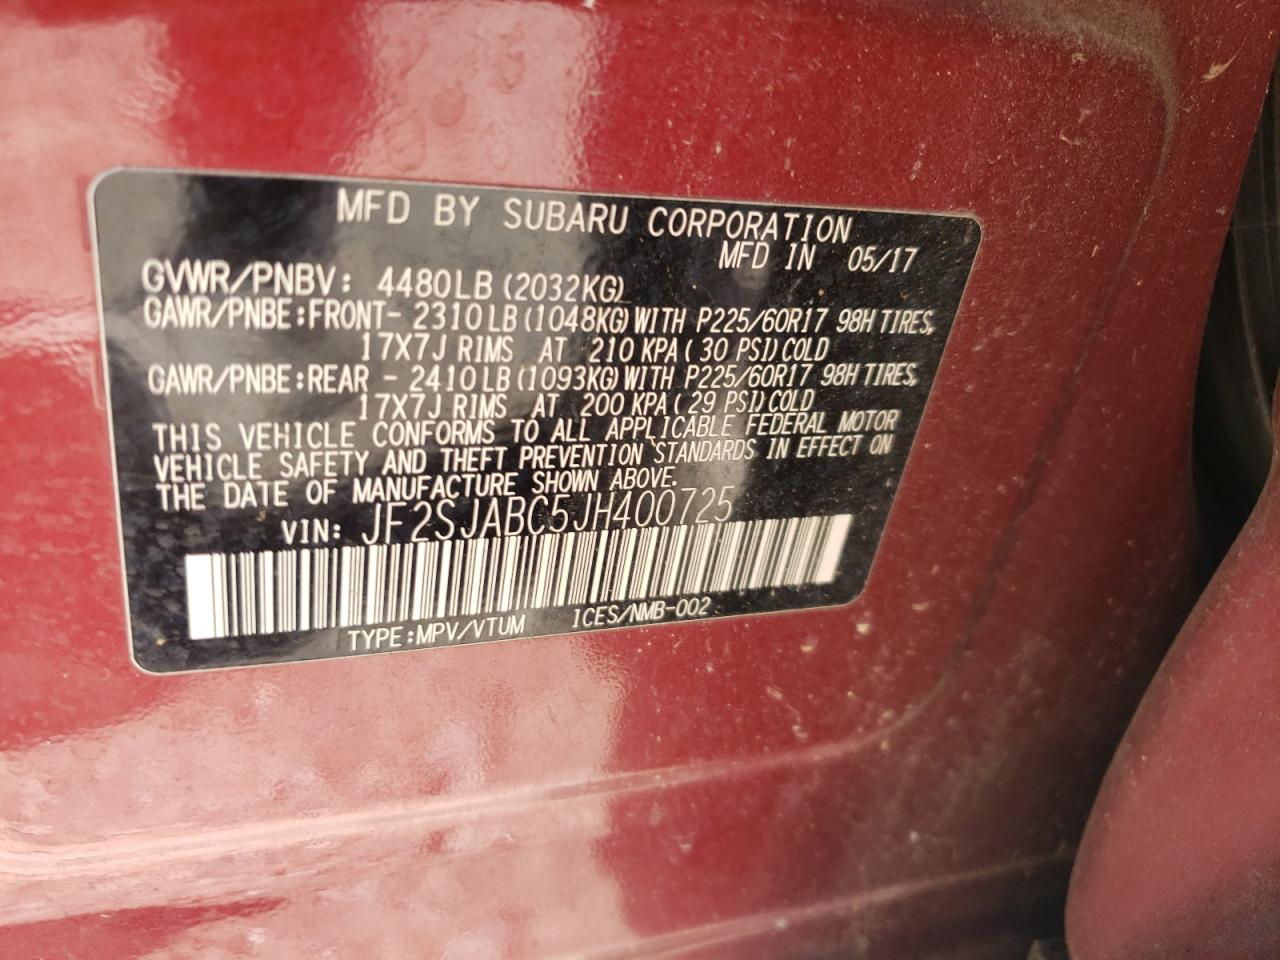 MFD BY SUBARU CORPORATION
MFD IN 05/17
GVWR/PNBV: 4480LB (2032KG)
GAWR/PNBE:FRONT- 2310LB (1048KG) WITH P225/60R17 98H TIRES,
17X7J RIMS AT 210 KPA ( 30 PSI) COLD
GAWR/PNBE:REAR - 2410LB (1093KG) WITH P225/60R17 98H TIRES,
17X7J RIMS AT 200 KPA ( 29 PSI) COLD
THIS VEHICLE CONFORMS TO ALL APPLICABLE FEDERAL MOTOR
VEHICLE SAFETY AND THEFT PREVENTION STANDARDS IN EFFECT ON
THE DATE OF MANUFACTURE SHOWN ABOVE.
VIN: JF2SJABC5JH400725
TYPE:MPV/VTUM ICES/NMB-002